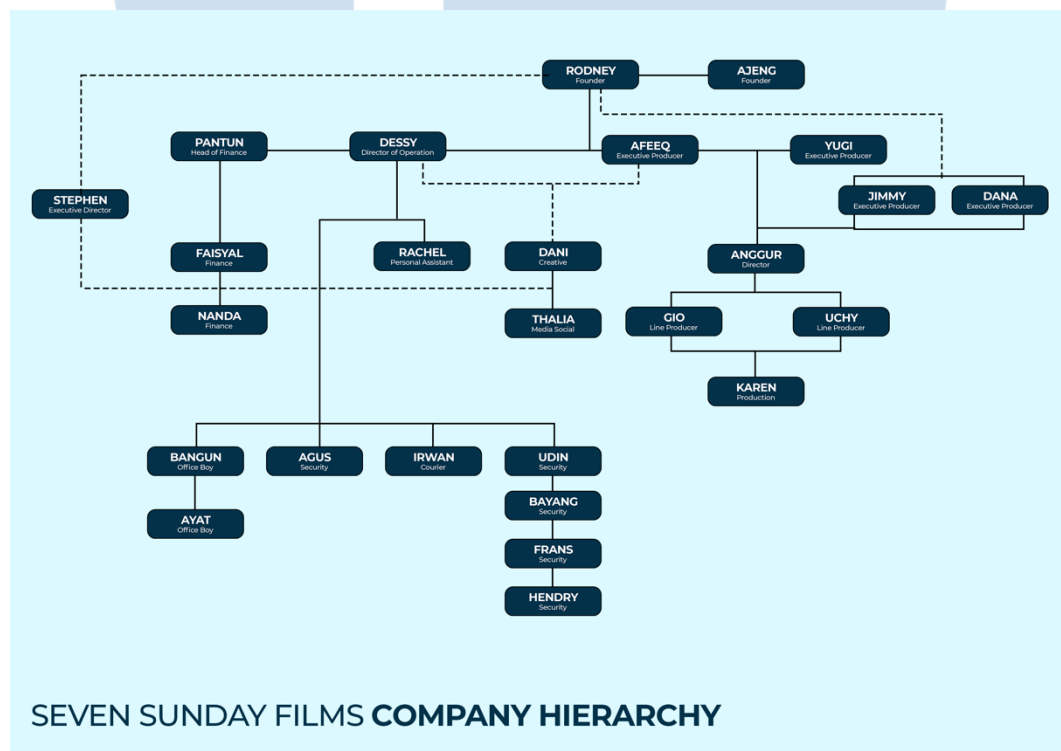 RODNEY
Founder
AJENG
Founder
PANTUN
Head of Finance
DESSY
Director of Operation
AFEEQ
Executive Producer
YUGI
Executive Producer
STEPHEN
Executive Director
JIMMY
Executive Producer
DANA
Executive Producer
FAISYAL
Finance
RACHEL
Personal Assistant
DANI
Creative
ANGGUR
Director
NANDA
Finance
THALIA
Media Social
GIO
Line Producer
UCHY
Line Producer
KAREN
Production
BANGUN
Office Boy
AGUS
Security
IRWAN
Courier
UDIN
Security
BAYANG
Security
AYAT
Office Boy
FRANS
Security
HENDRY
Security
SEVEN SUNDAY FILMS COMPANY HIERARCHY